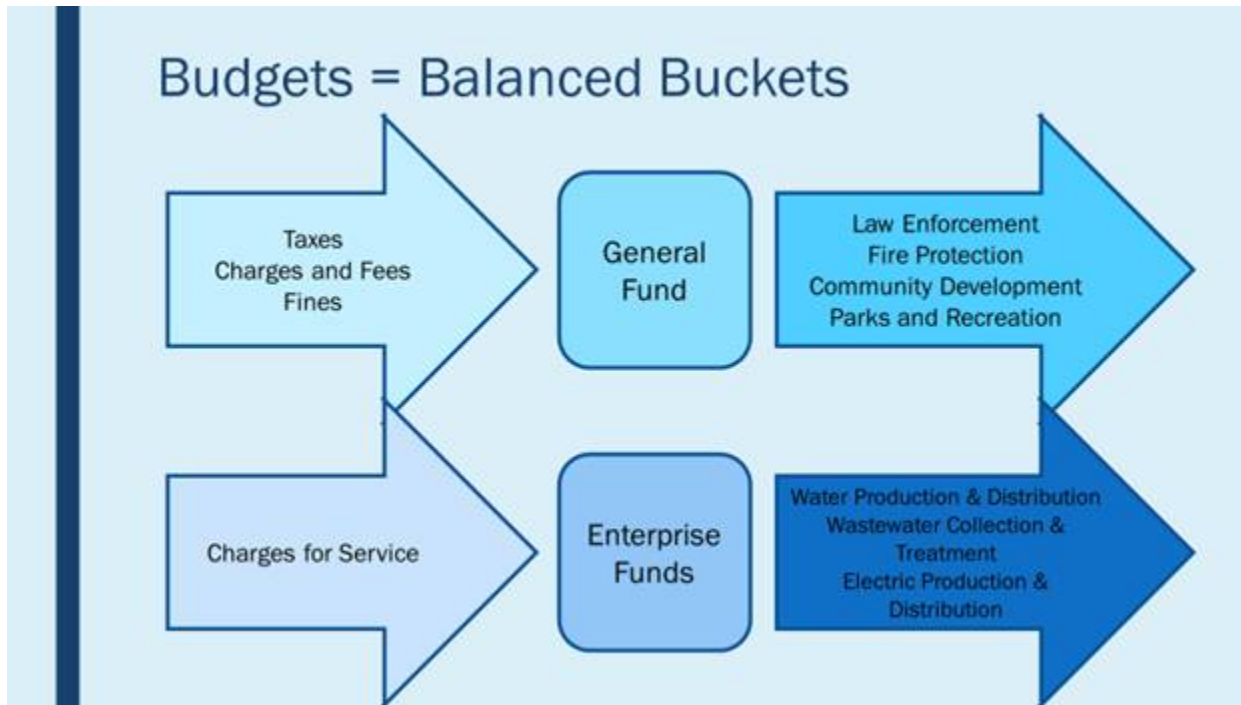 Budgets = Balanced Buckets
Taxes
Charges and Fees
Fines
General
Fund
Law Enforcement
Fire Protection
Community Development
Parks and Recreation
Charges for Service
Enterprise
Funds
Water Production & Distribution
Wastewater Collection &
Treatment
Electric Production &
Distribution